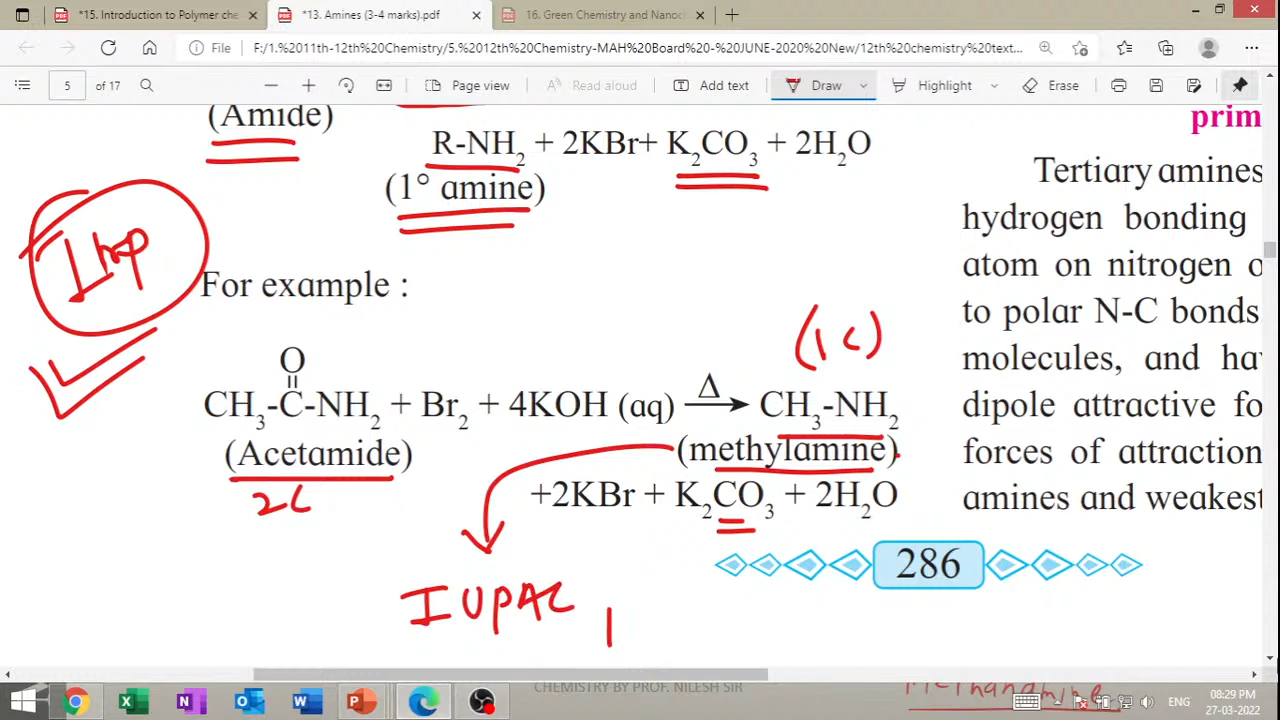 *15. Introduction to Polymer che
*13. Amines (3-4 marks).pdf
16. Green Chemistry and Nanoc
File
F:/1.%2011th-12th%20Chemistry/5.%2012th%20Chemistry-MAH%20Board%20-%20JUNE-2020%20New/12th%20chemistry%20text...
5 of 17
Page view
Read aloud
Add text
Draw
Highlight
Erase
(Amide)
R-NH2 + 2KBr+ K2CO3 + 2H2O
(1° amine)
Imp
For example :
(1C)
O
CH3-C-NH2 + Br2 + 4KOH (aq) Δ→ CH3-NH2
(Acetamide)
(methylamine)
2C
+2KBr + K2CO3 + 2H2O
286
IUPAC
prim
Tertiary amines
hydrogen bonding
atom on nitrogen o
to polar N-C bonds.
molecules, and ha
dipole attractive fo
forces of attraction
amines and weakest
CHEMISTRY BY PROF. NILESH SIR
Methanamine
ENG
08:29 PM
27-03-2022